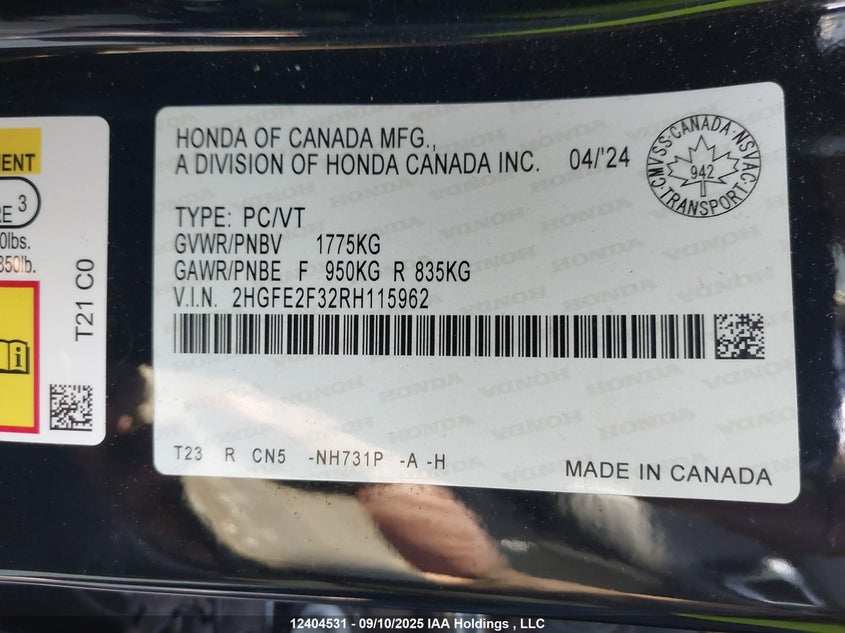 HONDA OF CANADA MFG.,
A DIVISION OF HONDA CANADA INC. 04/'24
CMVSS·CANADA·NSVAC·TRANSPORT·
942
TYPE: PC/VT
GVWR/PNBV 1775KG
GAWR/PNBE F 950KG R 835KG
V.I.N. 2HGFE2F32RH115962
T23 R CN5 -NH731P -A -H
MADE IN CANADA
3
T21 C0
12404531 - 09/10/2025 IAA Holdings , LLC